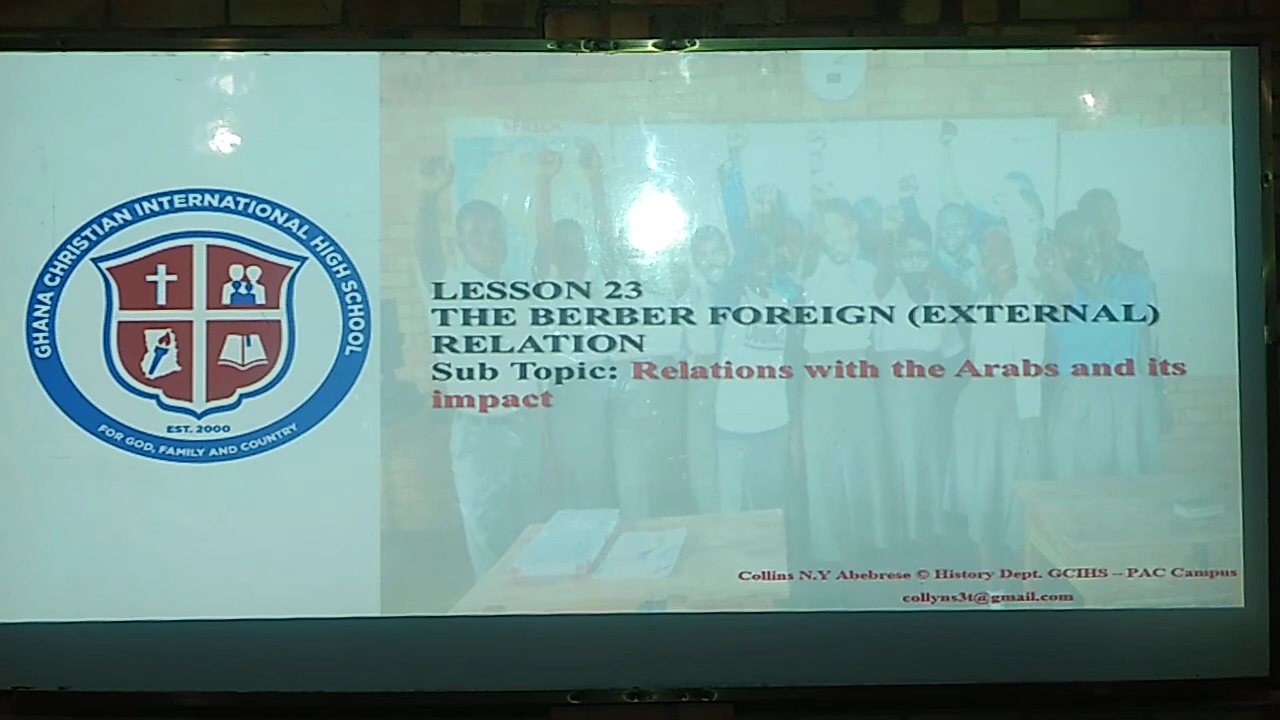 GHANA CHRISTIAN INTERNATIONAL HIGH SCHOOL
EST. 2000
FOR GOD, FAMILY AND COUNTRY
LESSON 23
THE BERBER FOREIGN (EXTERNAL)
RELATION
Sub Topic: Relations with the Arabs and its
impact
Collins N.Y Abebrese © History Dept. GCIHS – PAC Campus
collyns3t@gmail.com